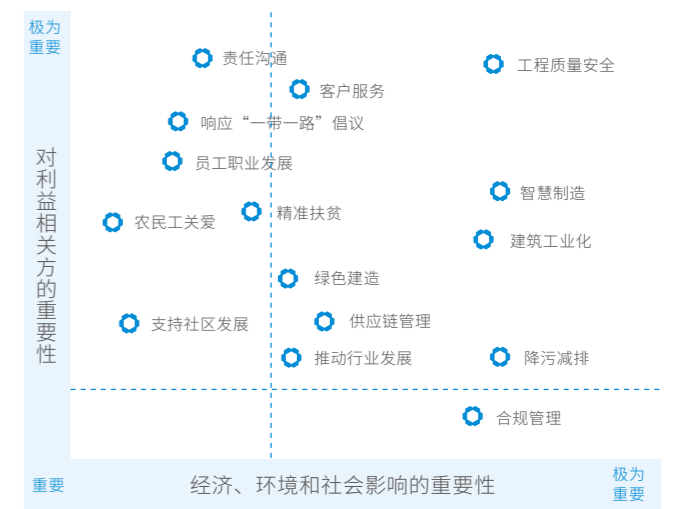 极为
重要
责任沟通
工程质量安全
客户服务
响应“一带一路”倡议
员工职业发展
智慧制造
精准扶贫
农民工关爱
建筑工业化
绿色建造
供应链管理
支持社区发展
推动行业发展
降污减排
合规管理
对利益相关方的重要性
重要
经济、环境和社会影响的重要性
极为
重要